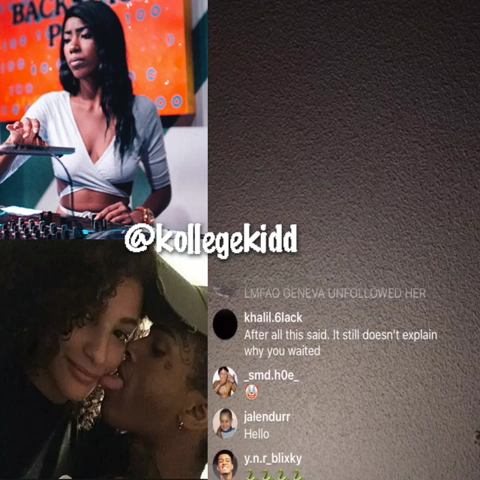 BACKS
P
@kollegekidd
LMFAO GENEVA UNFOLLOWED HER
khalil.6lack
After all this said. It still doesn't explain
why you waited
_smd.h0e_
🤡
jalendurr
Hello
y.n.r_blixky
🐍🐍🐍🐍